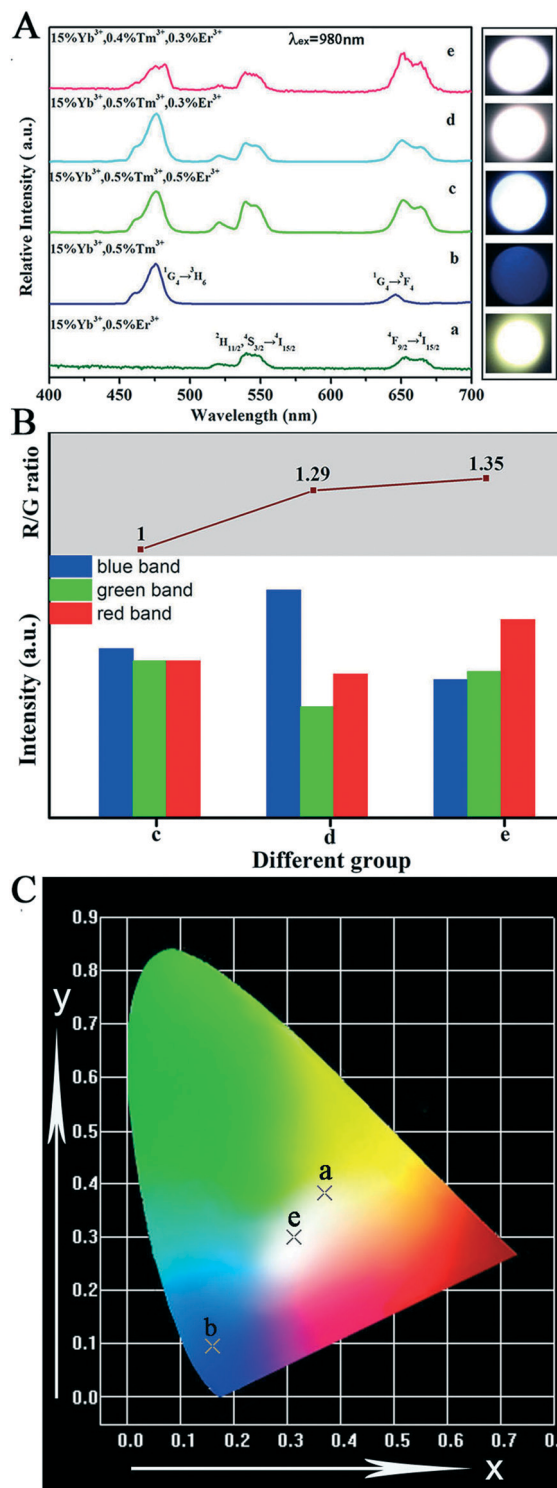 A
15%Yb³⁺,0.4%Tm³⁺,0.3%Er³⁺
λex=980nm
e
15%Yb³⁺,0.5%Tm³⁺,0.3%Er³⁺
d
15%Yb³⁺,0.5%Tm³⁺,0.5%Er³⁺
c
15%Yb³⁺,0.5%Tm³⁺
b
¹G₄→³H₆
¹G₄→³F₄
15%Yb³⁺,0.5%Er³⁺
a
²H₁₁/₂,⁴S₃/₂→⁴I₁₅/₂
⁴F₉/₂→⁴I₁₅/₂
Relative Intensity ( a.u.)
400 450 500 550 600 650 700
Wavelength (nm)
B
R/G ratio
1
1.29
1.35
blue band
green band
red band
Intensity (a.u.)
c d e
Different group
C
y
0.9
0.8
0.7
0.6
0.5
0.4
0.3
0.2
0.1
0.0
a
e
b
0.0 0.1 0.2 0.3 0.4 0.5 0.6 0.7 0.8
x